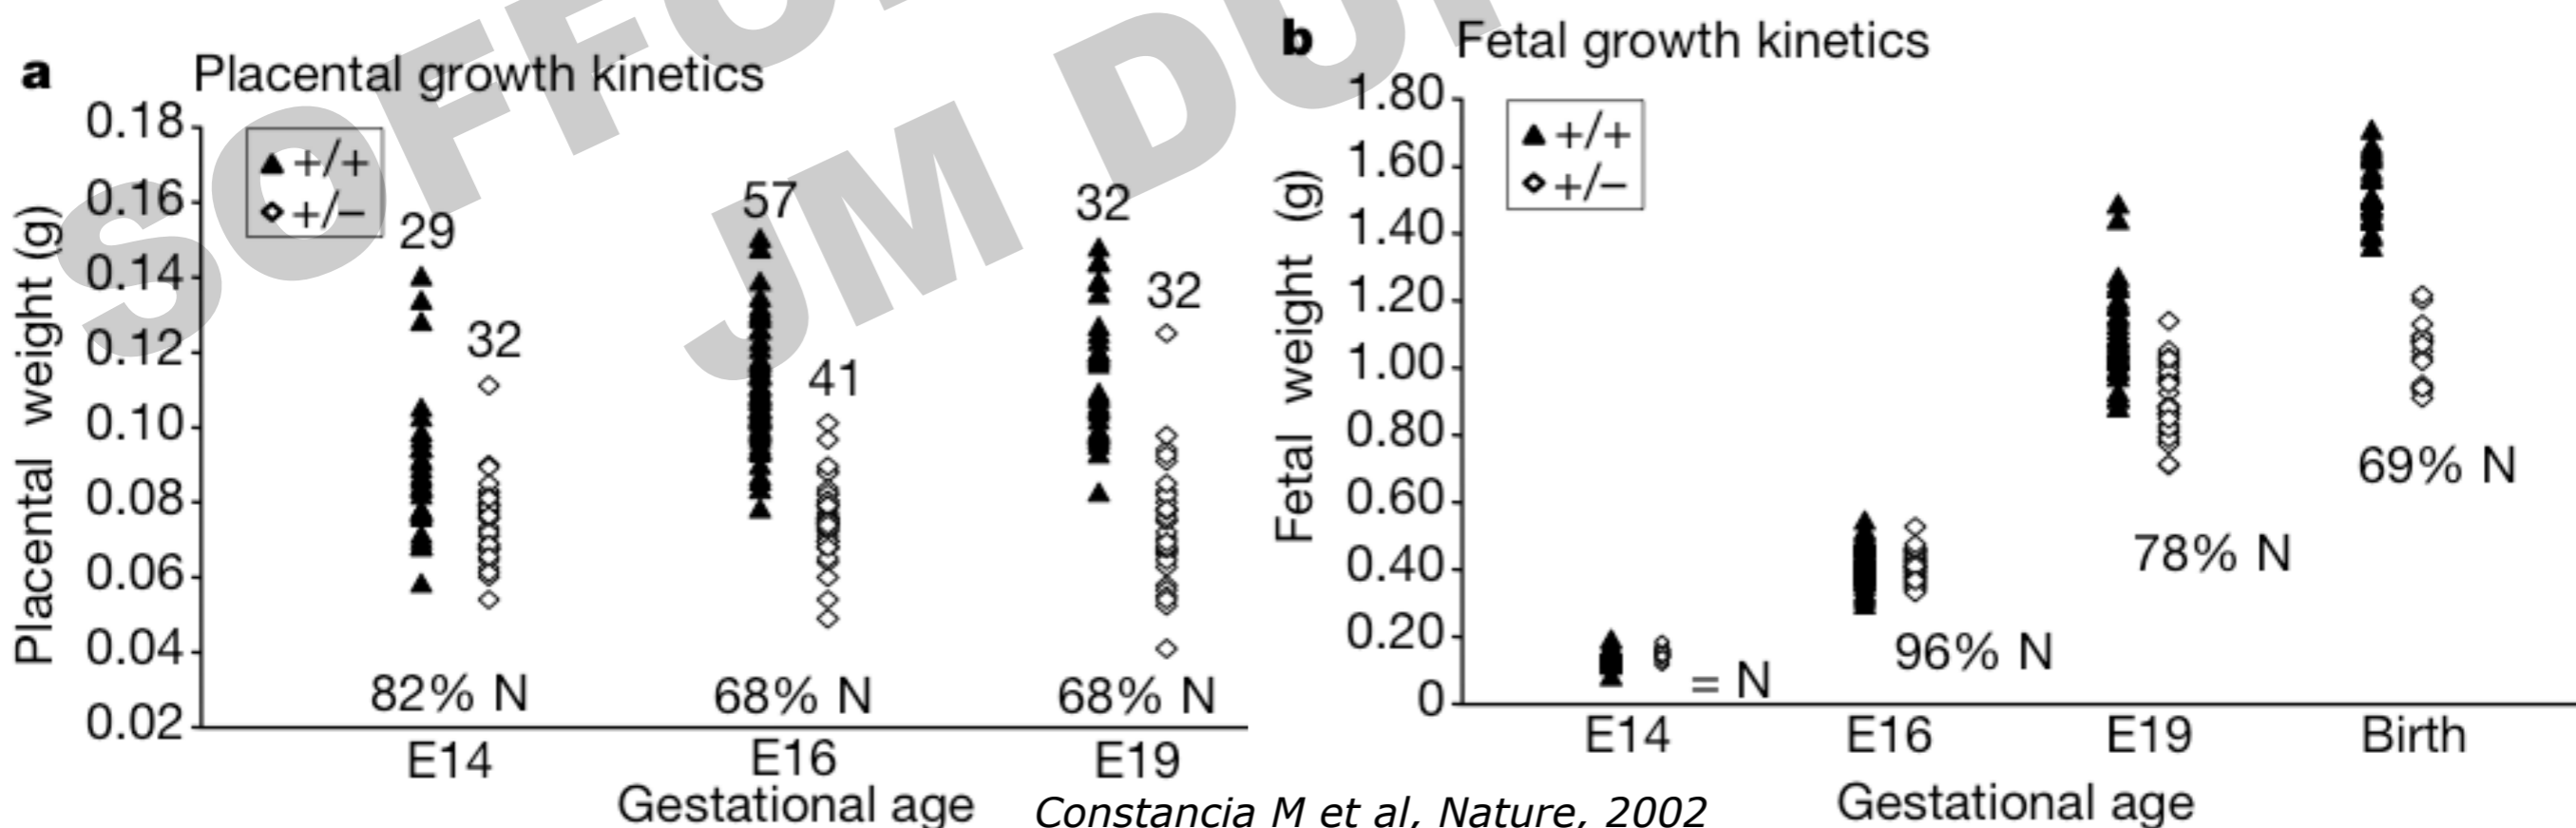 a Placental growth kinetics
0.18
0.16
0.14
0.12
0.10
0.08
0.06
0.04
0.02
Placental weight (g)
▲ +/+
◇ +/−
29
32
57
41
32
32
82% N
68% N
68% N
E14
E16
E19
Gestational age
b Fetal growth kinetics
1.80
1.60
1.40
1.20
1.00
0.80
0.60
0.40
0.20
0
Fetal weight (g)
▲ +/+
◇ +/−
= N
96% N
78% N
69% N
E14
E16
E19
Birth
Gestational age
Constancia M et al, Nature, 2002
JM